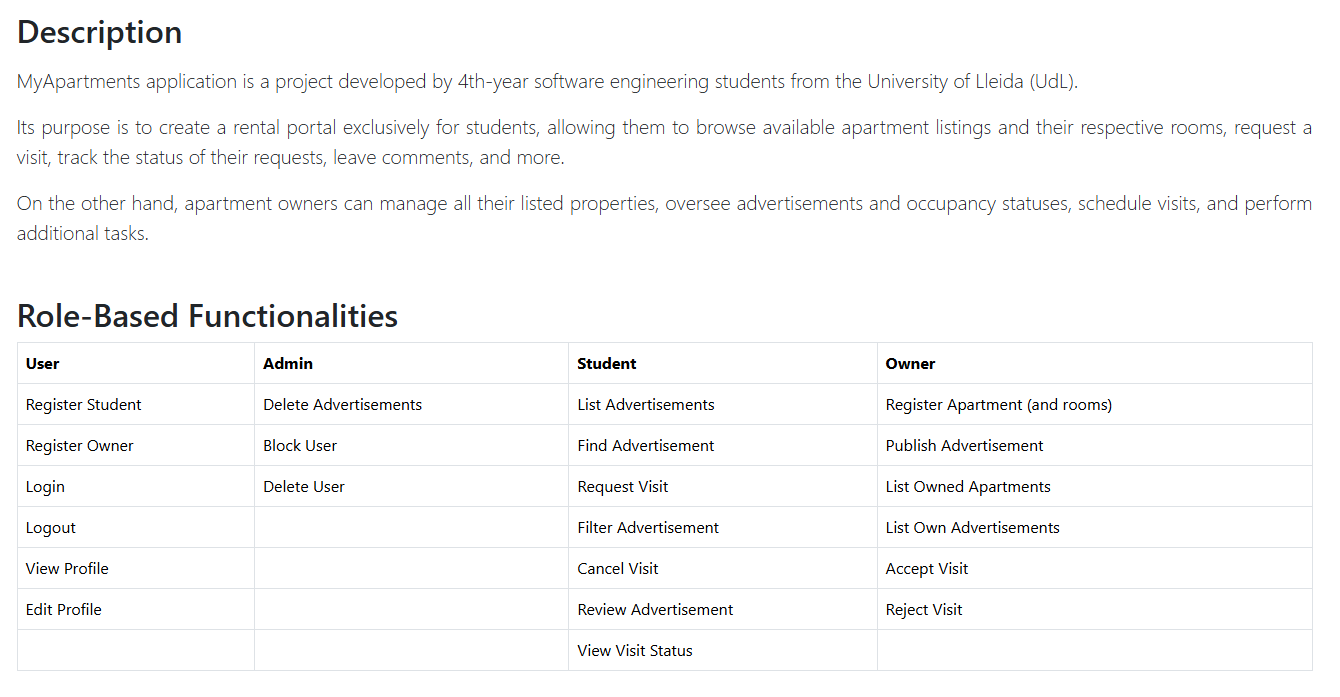 Description
MyApartments application is a project developed by 4th-year software engineering students from the University of Lleida (UdL).
Its purpose is to create a rental portal exclusively for students, allowing them to browse available apartment listings and their respective rooms, request a
visit, track the status of their requests, leave comments, and more.
On the other hand, apartment owners can manage all their listed properties, oversee advertisements and occupancy statuses, schedule visits, and perform
additional tasks.
Role-Based Functionalities
User Admin Student Owner
Register Student Delete Advertisements List Advertisements Register Apartment (and rooms)
Register Owner Block User Find Advertisement Publish Advertisement
Login Delete User Request Visit List Owned Apartments
Logout Filter Advertisement List Own Advertisements
View Profile Cancel Visit Accept Visit
Edit Profile Review Advertisement Reject Visit
View Visit Status